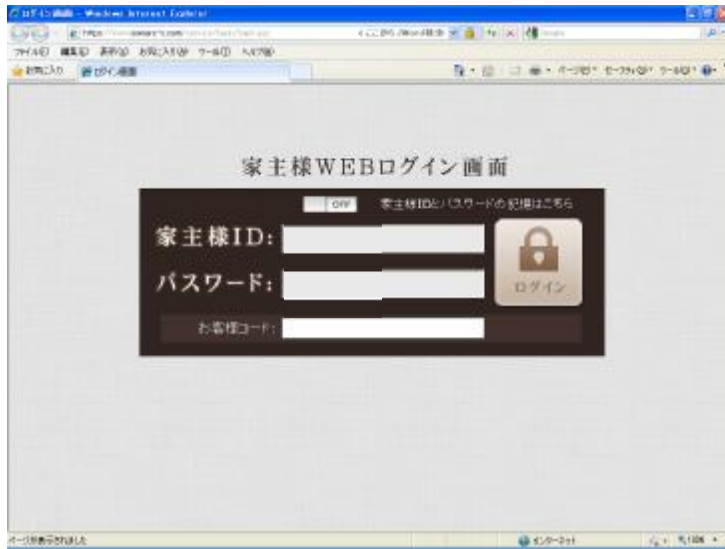 ログイン画面 - Windows Internet Explorer
ファイル(F) 編集(E) 表示(V) お気に入り(A) ツール(T) ヘルプ(H)
お気に入り ログイン画面
家主様WEBログイン画面
OFF 家主様IDとパスワードの記憶はこちら
家主様ID:
パスワード:
ログイン
お客様コード:
ページが表示されました
インターネット